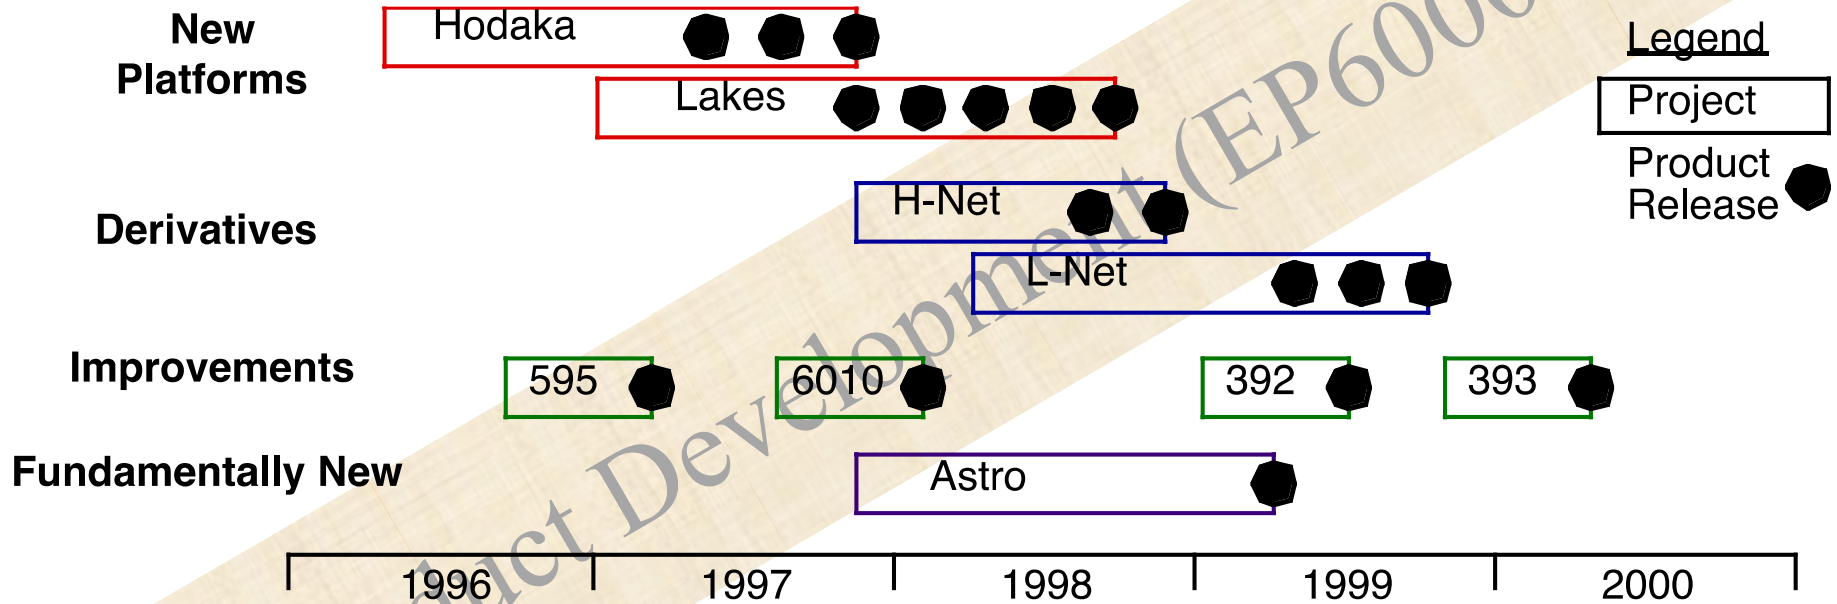 New
Platforms
Hodaka
Lakes
Legend
Project
Product
Release
Derivatives
H-Net
L-Net
Improvements
595
6010
392
393
Fundamentally New
Astro
1996
1997
1998
1999
2000
duct Development (EP600